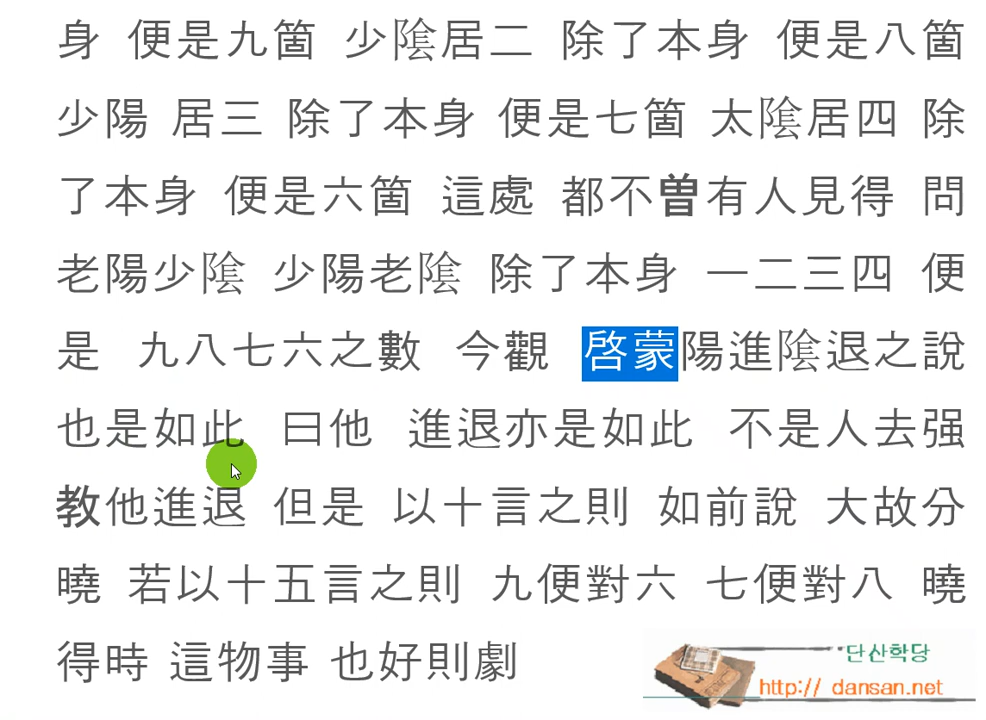 身 便是九箇 少陰居二 除了本身 便是八箇
少陽 居三 除了本身 便是七箇 太陰居四 除
了本身 便是六箇 這處 都不曽有人見得 問
老陽少陰 少陽老陰 除了本身 一二三四 便
是 九八七六之數 今觀 啓蒙陽進陰退之說
也是如此 曰他 進退亦是如此 不是人去强
教他進退 但是 以十言之則 如前說 大故分
曉 若以十五言之則 九便對六 七便對八 曉
得時 這物事 也好則劇
단산학당
http:// dansan.net